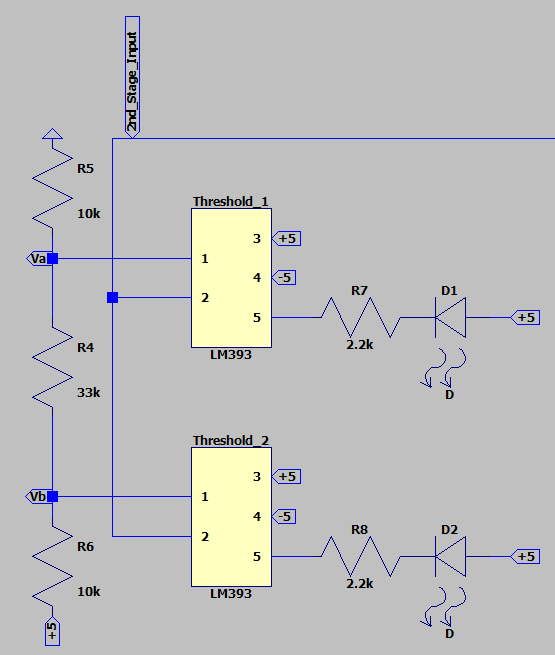 2nd_Stage_Input
R5
10k
Va
R4
33k
Vb
R6
10k
+5
Threshold_1
1
2
3
+5
4
-5
5
LM393
R7
2.2k
D1
D
+5
Threshold_2
1
2
3
+5
4
-5
5
LM393
R8
2.2k
D2
D
+5